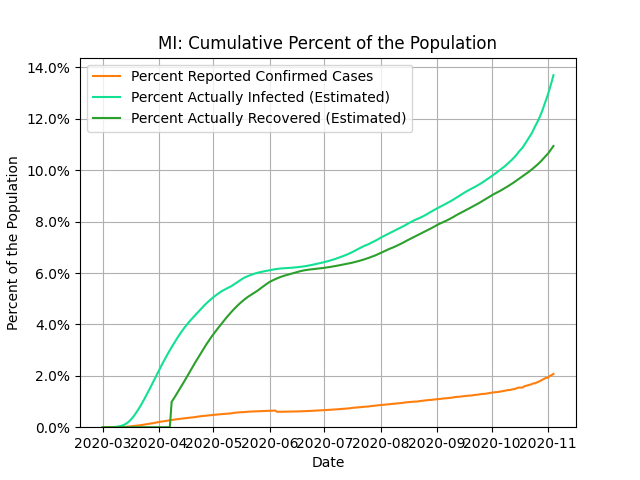 MI: Cumulative Percent of the Population
Percent Reported Confirmed Cases
Percent Actually Infected (Estimated)
Percent Actually Recovered (Estimated)
Percent of the Population
14.0%
12.0%
10.0%
8.0%
6.0%
4.0%
2.0%
0.0%
2020-03 2020-04 2020-05 2020-06 2020-07 2020-08 2020-09 2020-10 2020-11
Date